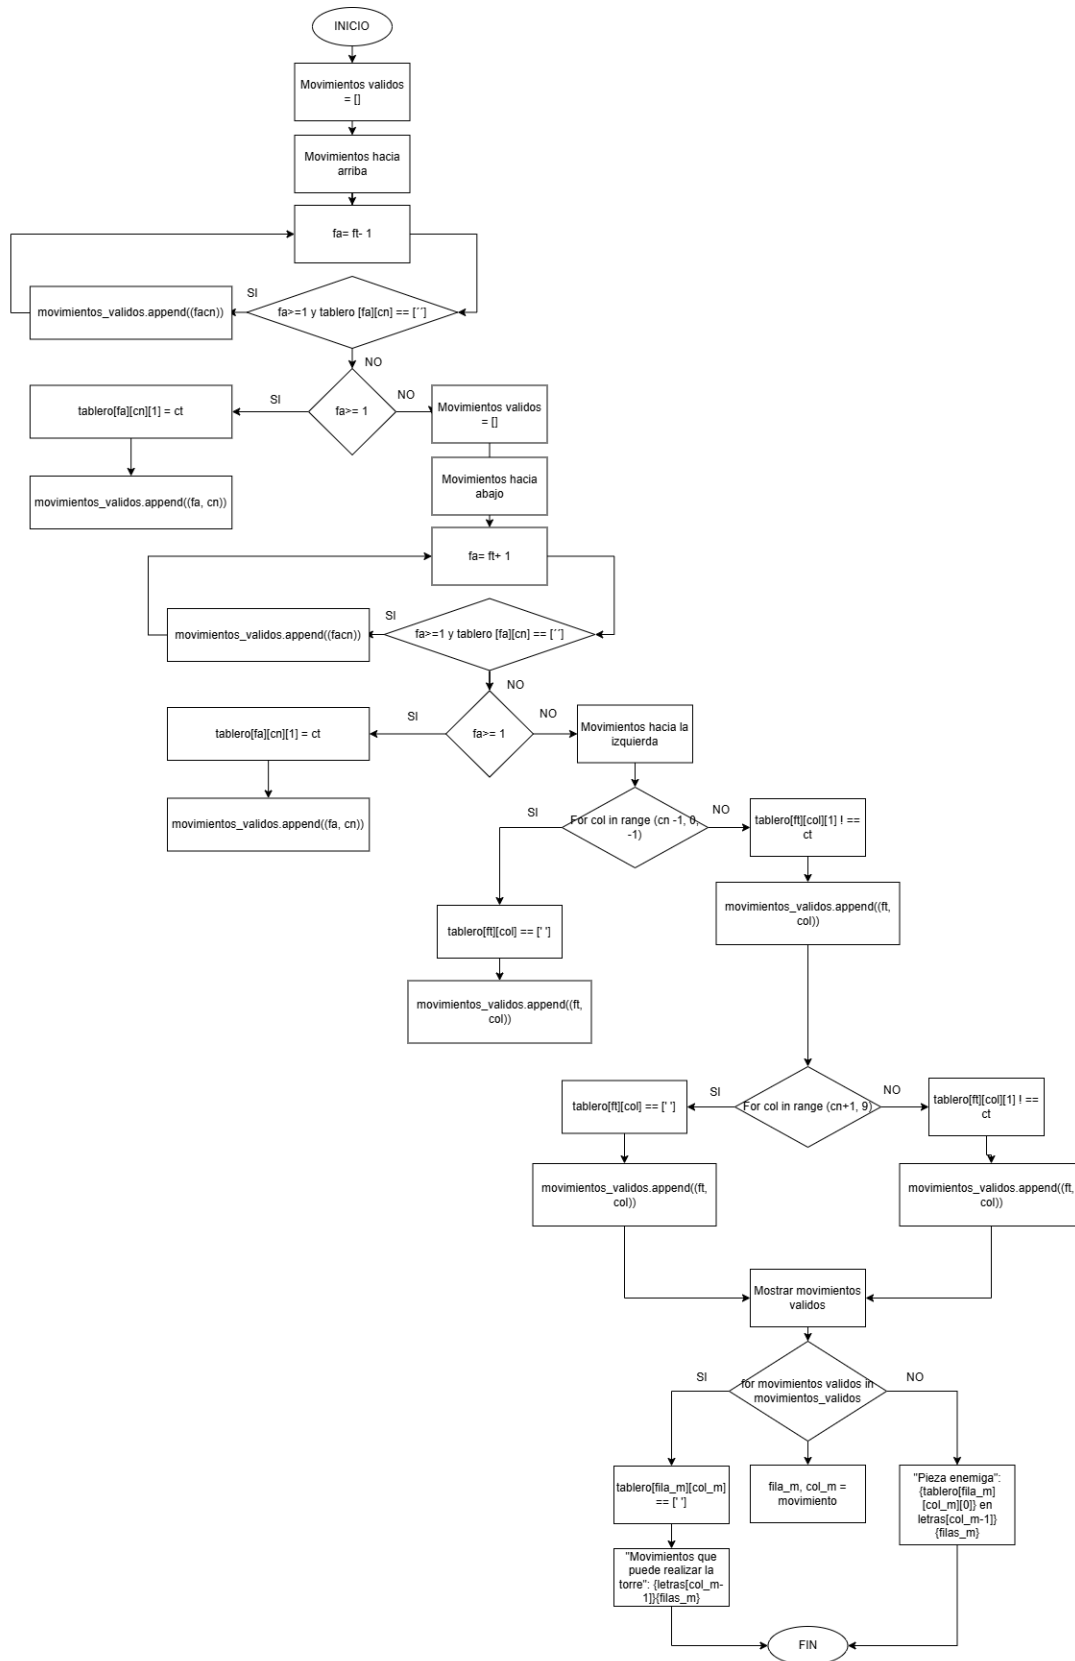 INICIO
Movimientos validos
= []
Movimientos hacia
arriba
fa= ft- 1
SI
movimientos_validos.append((facn))
fa>=1 y tablero [fa][cn] == [´´]
NO
SI
NO
tablero[fa][cn][1] = ct
fa>= 1
Movimientos validos
= []
movimientos_validos.append((fa, cn))
Movimientos hacia
abajo
fa= ft+ 1
SI
movimientos_validos.append((facn))
fa>=1 y tablero [fa][cn] == [´´]
NO
SI
NO
tablero[fa][cn][1] = ct
fa>= 1
Movimientos hacia la
izquierda
movimientos_validos.append((fa, cn))
SI
For col in range (cn -1, 0,
-1)
NO
tablero[ft][col][1] ! ==
ct
movimientos_validos.append((ft,
col))
tablero[ft][col] == [' ']
movimientos_validos.append((ft,
col))
tablero[ft][col] == [' ']
SI
For col in range (cn+1, 9)
NO
tablero[ft][col][1] ! ==
ct
movimientos_validos.append((ft,
col))
movimientos_validos.append((ft,
col))
Mostrar movimientos
validos
SI
for movimientos validos in
movimientos_validos
NO
tablero[fila_m][col_m]
== [' ']
fila_m, col_m =
movimiento
"Pieza enemiga":
{tablero[fila_m]
[col_m][0]} en
letras[col_m-1]}
{filas_m}
"Movimientos que
puede realizar la
torre": {letras[col_m-
1]}{filas_m}
FIN